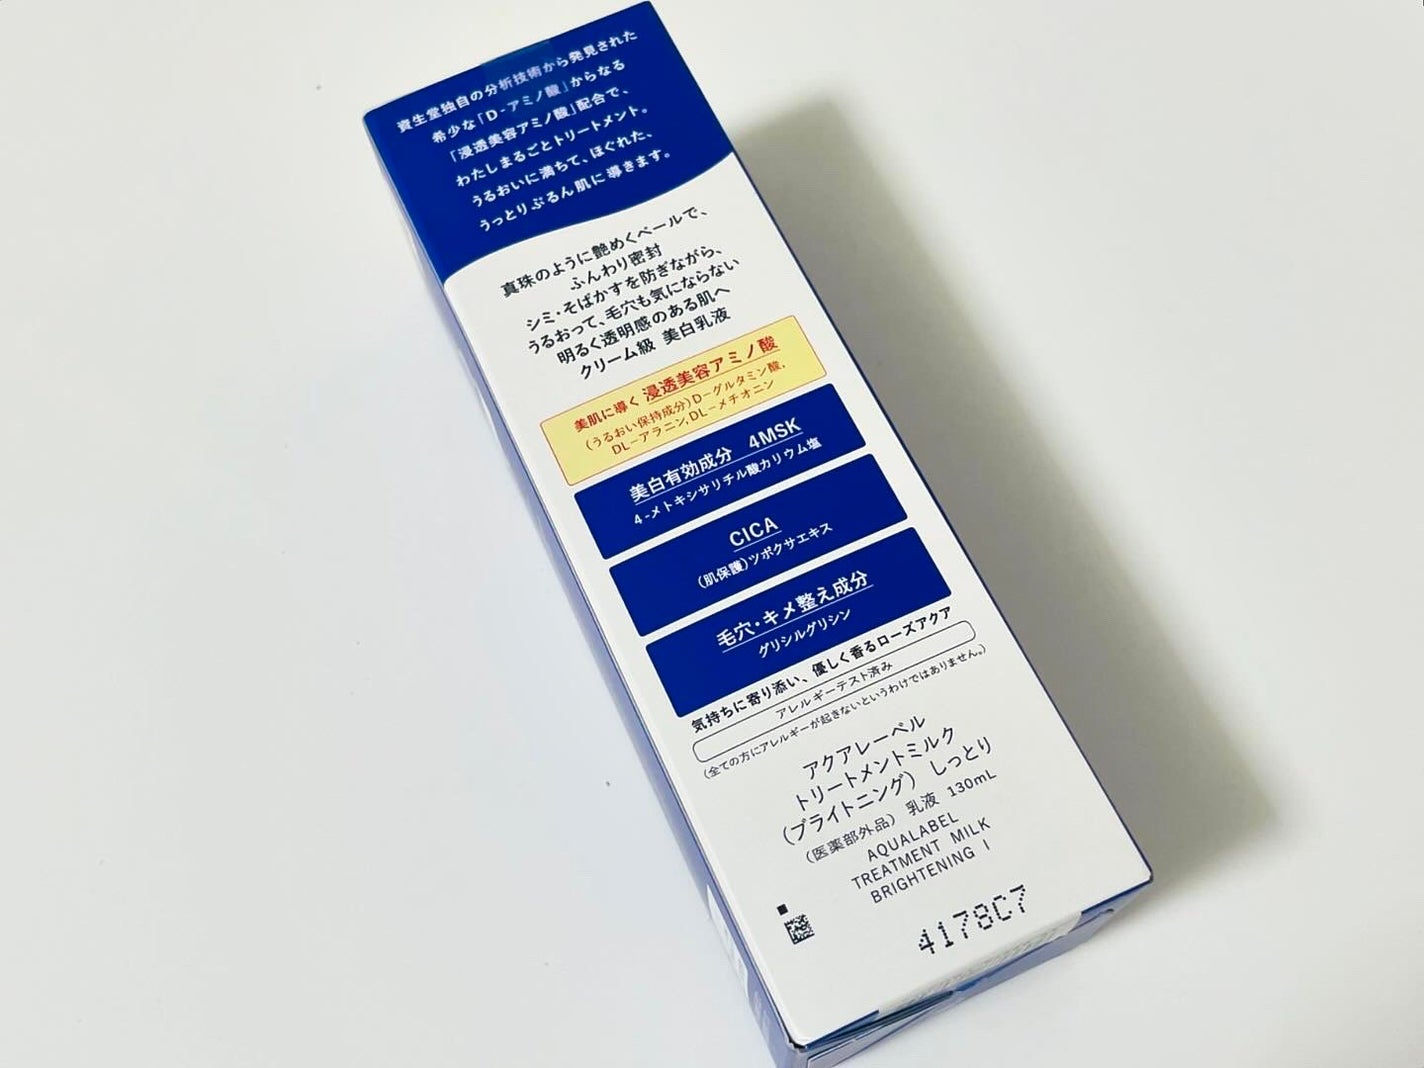 資生堂独自の分析技術から発見された
希少な「D-アミノ酸」からなる
「浸透美容アミノ酸」配合で、
わたしまるごとトリートメント。
うるおいに満ちて、ほぐれた、
うっとりぷるん肌に導きます。
真珠のように艶めくベールで、
ふんわり密封
シミ・そばかすを防ぎながら、
うるおって、毛穴も気にならない
明るく透明感のある肌へ
クリーム級 美白乳液
美肌に導く 浸透美容アミノ酸
(うるおい保持成分)D-グルタミン酸、
DL-アラニン,DL-メチオニン
美白有効成分 4MSK
4-メトキシサリチル酸カリウム塩
CICA
(肌保護)ツボクサエキス
毛穴・キメ整え成分
グリシルグリシン
気持ちに寄り添い、優しく香るローズアクア
アレルギーテスト済み
(全ての方にアレルギーが起きないというわけではありません。)
アクアレーベル
トリートメントミルク
(ブライトニング) しっとり
(医薬部外品) 乳液 130mL
AQUALABEL
TREATMENT MILK
BRIGHTENING I
4178C7